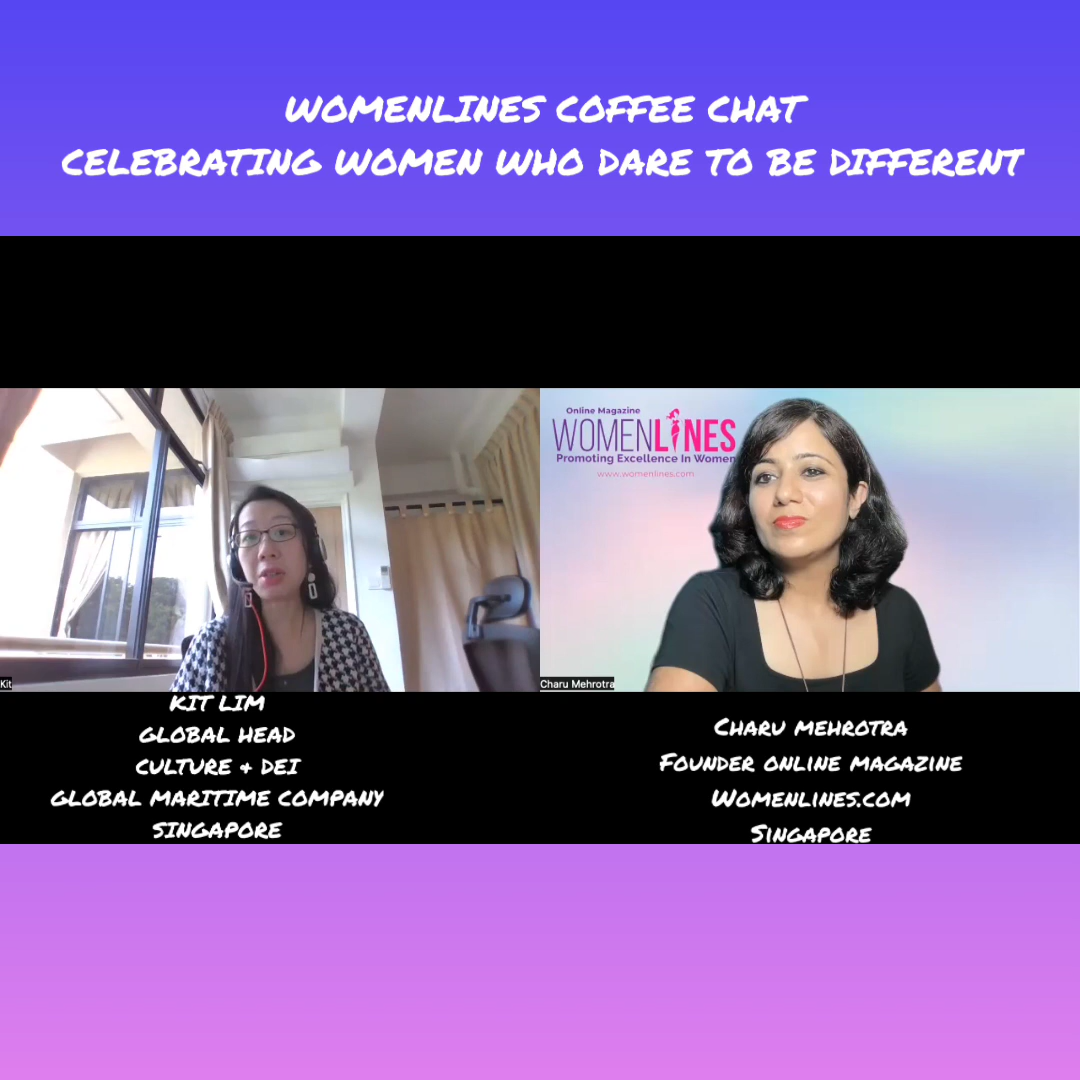 WOMENLINES COFFEE CHAT
CELEBRATING WOMEN WHO DARE TO BE DIFFERENT
Online Magazine
WOMENLINES
Promoting Excellence In Women
www.womenlines.com
Kit
Charu Mehrotra
KIT LIM
GLOBAL HEAD
CULTURE + DEI
GLOBAL MARITIME COMPANY
SINGAPORE
CHARU MEHROTRA
FOUNDER ONLINE MAGAZINE
WOMENLINES.COM
SINGAPORE